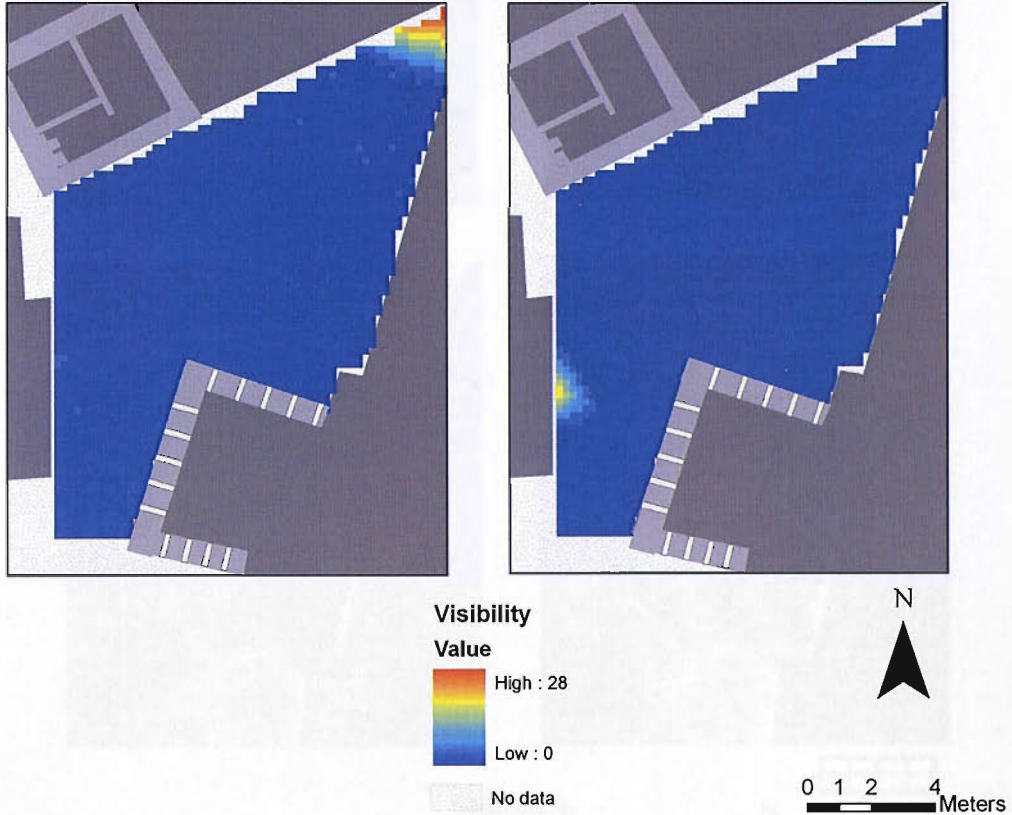 Visibility
Value
High : 28
Low : 0
No data
N
0 1 2 4 Meters